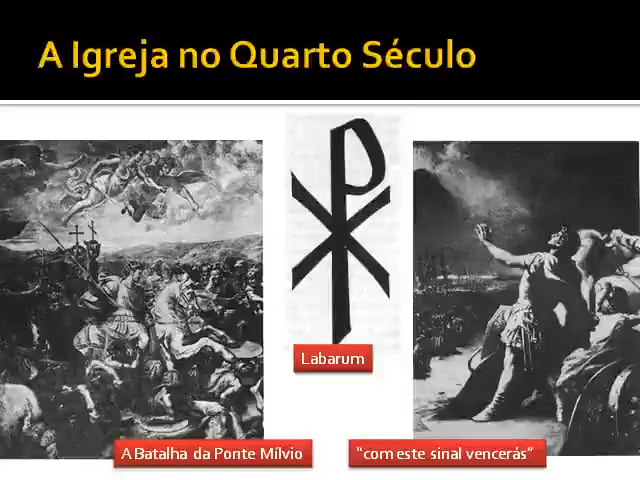 A Igreja no Quarto Século
Labarum
A Batalha da Ponte Mílvio
“com este sinal vencerás”